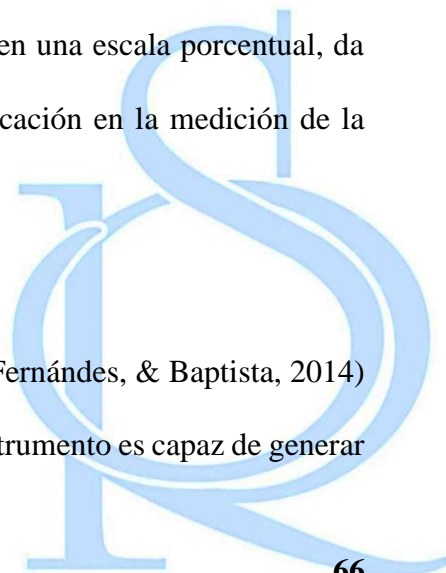 en una escala porcentual, da
cación en la medición de la
Fernándes, & Baptista, 2014)
trumento es capaz de generar
66